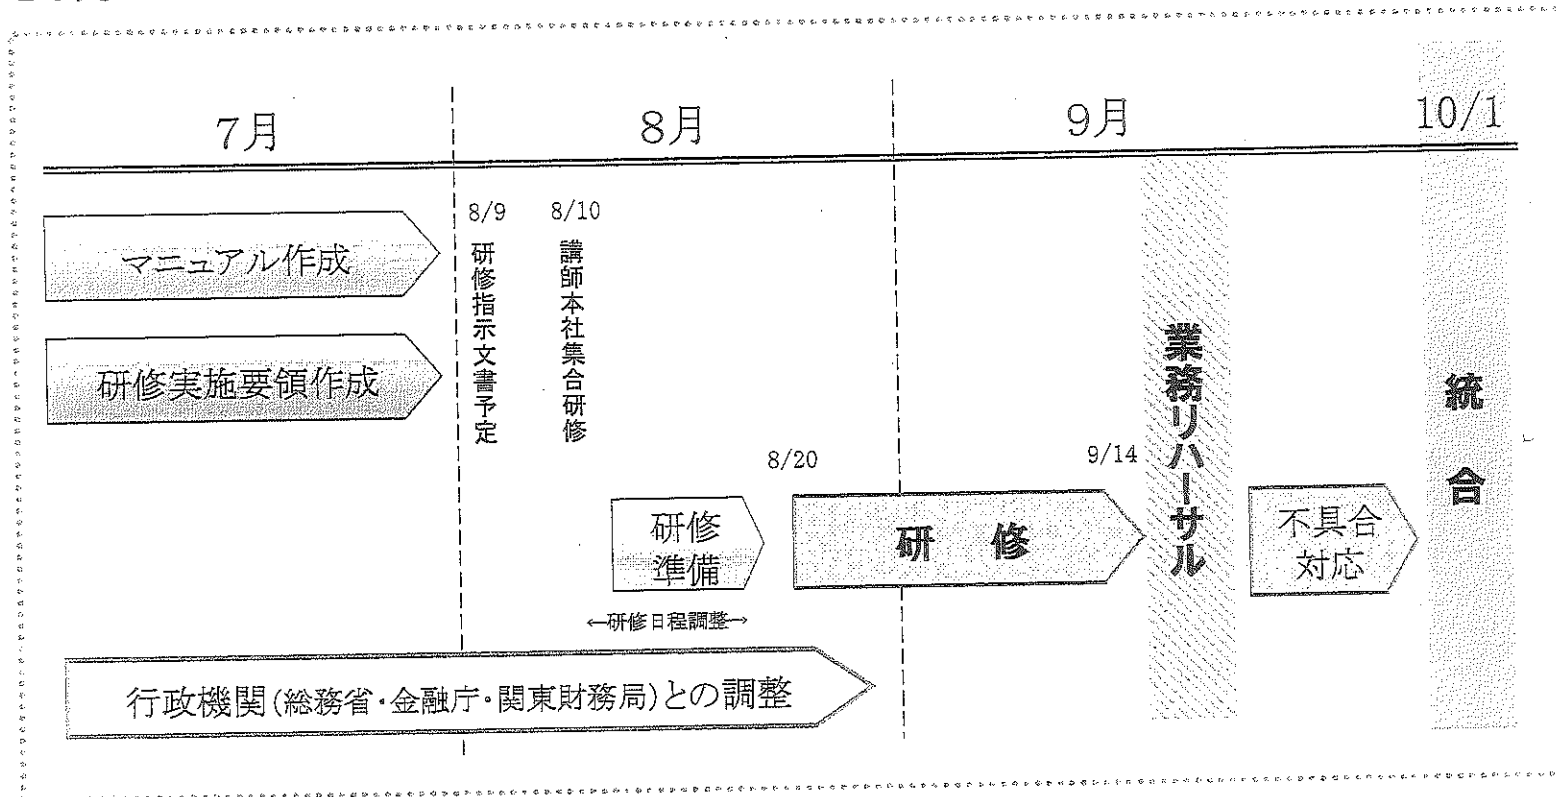 7月
8月
9月
10/1
8/9
8/10
マニュアル作成
研修指示文書予定
講師本社集合研修
研修実施要領作成
業務リハーサル
統合
8/20
9/14
研修
準備
研修
不具合
対応
←研修日程調整→
行政機関(総務省・金融庁・関東財務局)との調整